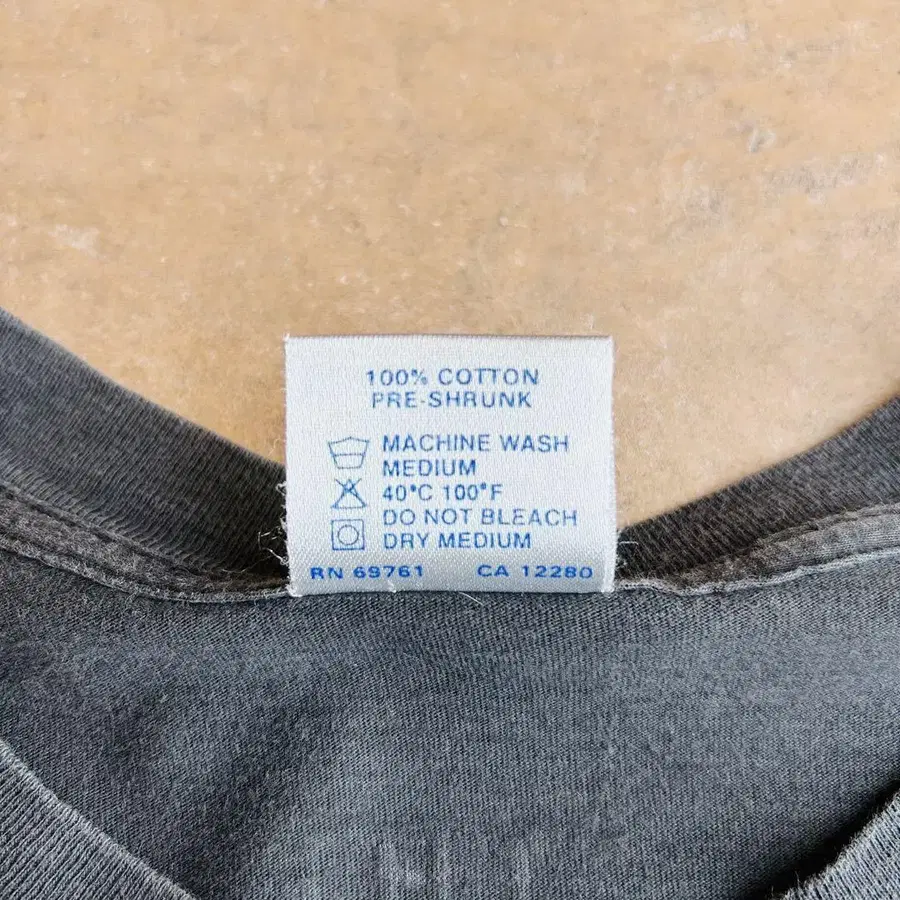 100% COTTON
PRE-SHRUNK
MACHINE WASH
MEDIUM
40°C 100°F
DO NOT BLEACH
DRY MEDIUM
RN 69761 CA 12280